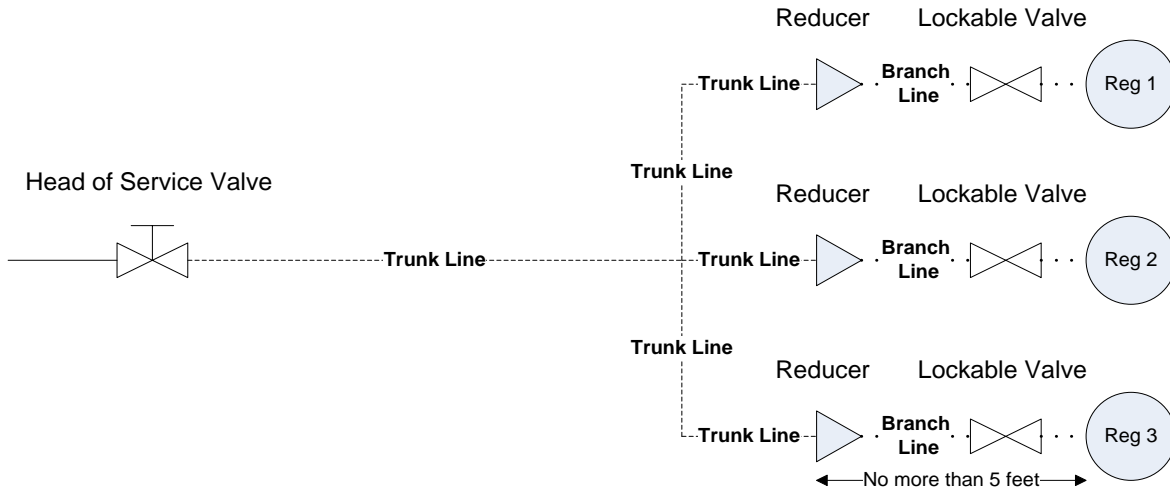 Reducer
Lockable Valve
Trunk Line
Branch
Line
Reg 1
Trunk Line
Head of Service Valve
Reducer
Lockable Valve
Trunk Line
Trunk Line
Branch
Line
Reg 2
Trunk Line
Reducer
Lockable Valve
Trunk Line
Branch
Line
Reg 3
No more than 5 feet